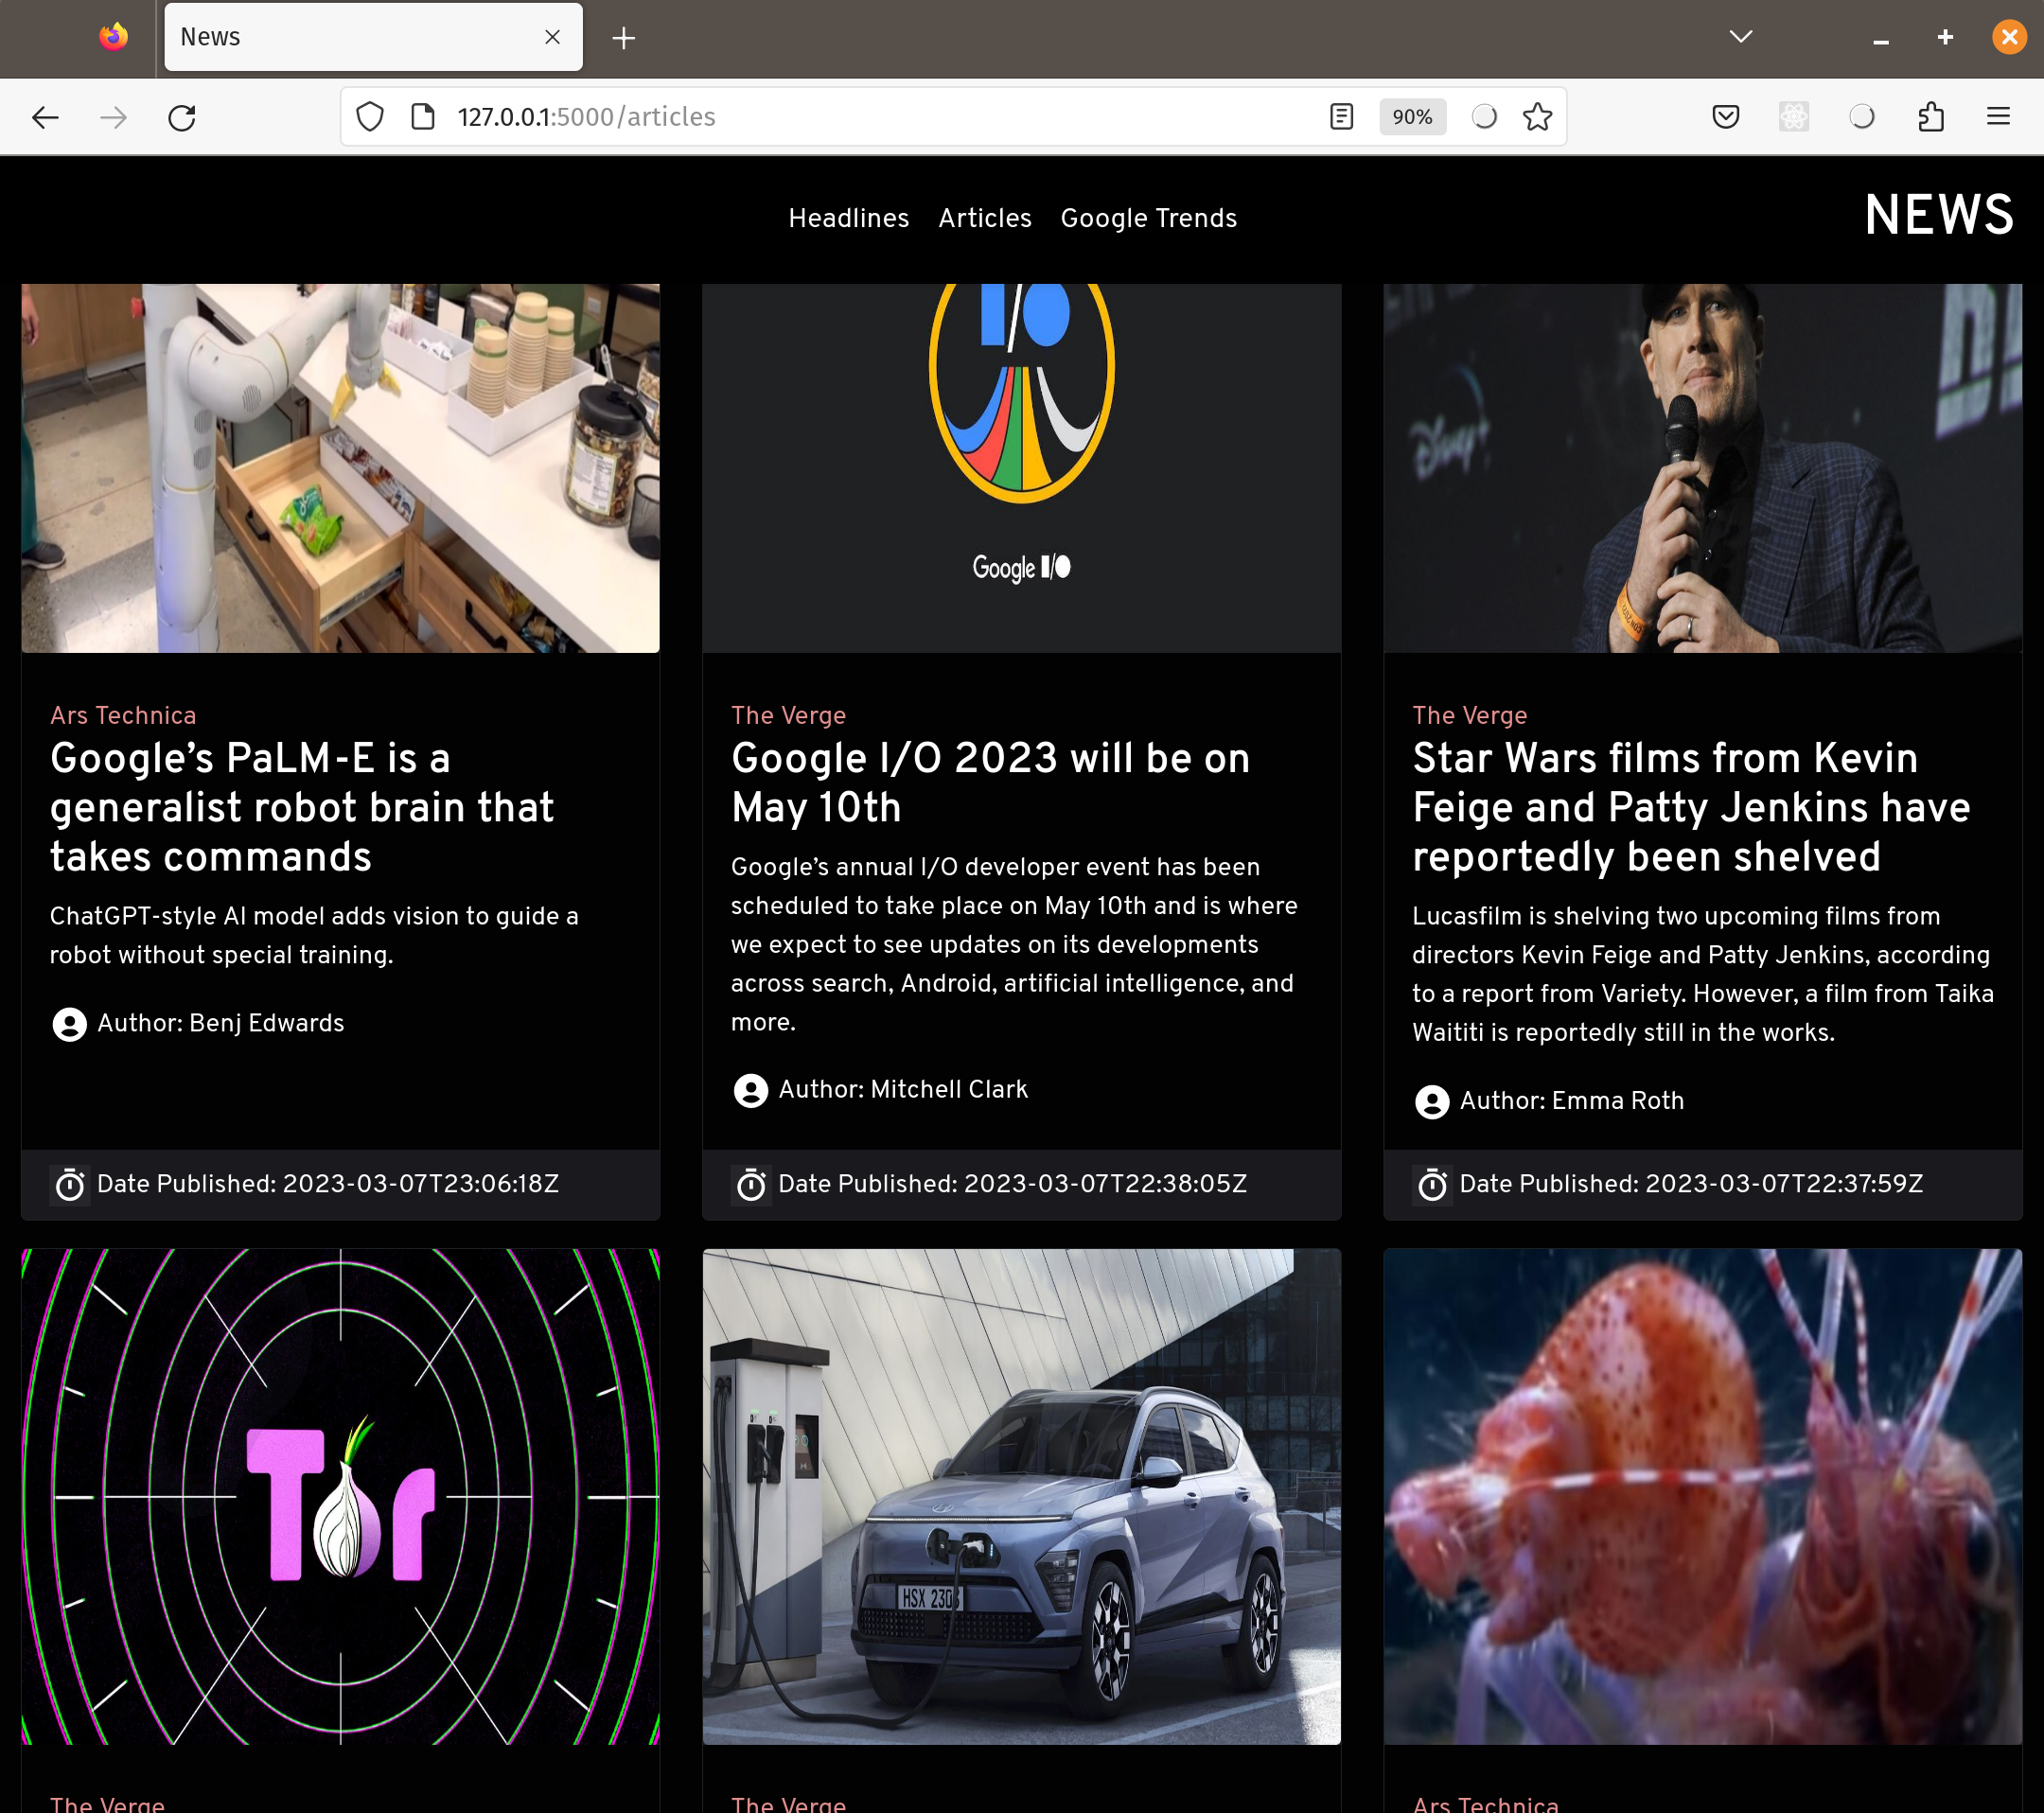 News
127.0.0.1:5000/articles
90%
Headlines Articles Google Trends
NEWS
I/O
Google I/O
Disney+
Ars Technica
Google’s PaLM-E is a
generalist robot brain that
takes commands
ChatGPT-style AI model adds vision to guide a
robot without special training.
Author: Benj Edwards
Date Published: 2023-03-07T23:06:18Z
The Verge
Google I/O 2023 will be on
May 10th
Google’s annual I/O developer event has been
scheduled to take place on May 10th and is where
we expect to see updates on its developments
across search, Android, artificial intelligence, and
more.
Author: Mitchell Clark
Date Published: 2023-03-07T22:38:05Z
The Verge
Star Wars films from Kevin
Feige and Patty Jenkins have
reportedly been shelved
Lucasfilm is shelving two upcoming films from
directors Kevin Feige and Patty Jenkins, according
to a report from Variety. However, a film from Taika
Waititi is reportedly still in the works.
Author: Emma Roth
Date Published: 2023-03-07T22:37:59Z
Tor
The Verge
HSX 230
The Verge
Ars Technica